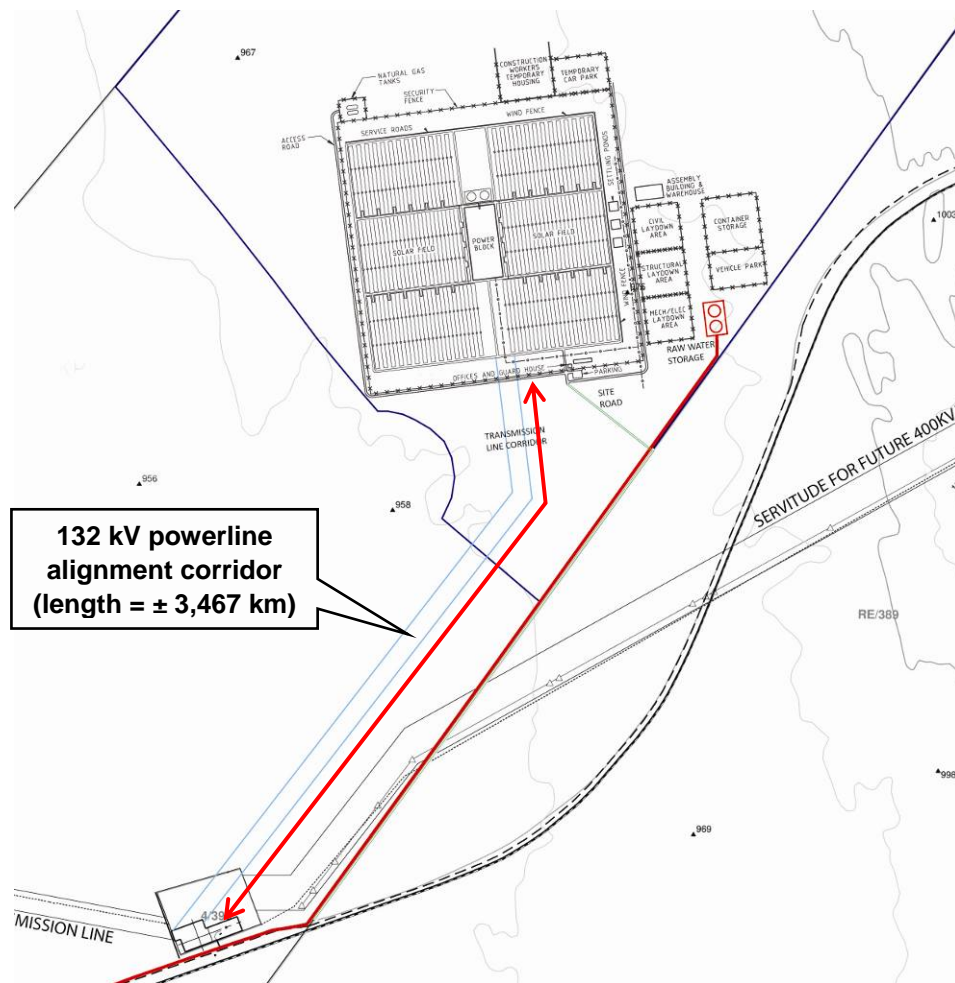 967
NATURAL GAS
TANKS
SECURITY
FENCE
CONSTRUCTION
WORKERS
TEMPORARY
HOUSING
TEMPORARY
CAR PARK
ACCESS
ROAD
SERVICE ROADS
WIND FENCE
SETTLING PONDS
ASSEMBLY
BUILDING &
WAREHOUSE
CIVIL
LAYDOWN
AREA
CONTAINER
STORAGE
1003
SOLAR FIELD
POWER
BLOCK
SOLAR FIELD
STRUCTURAL
LAYDOWN
AREA
VEHICLE PARK
WIND FENCE
MECH/ELEC
LAYDOWN
AREA
RAW WATER
STORAGE
OFFICES AND GUARD HOUSE
PARKING
SITE
ROAD
TRANSMISSION
LINE CORRIDOR
956
958
SERVITUDE FOR FUTURE 400KV
132 kV powerline
alignment corridor
(length = ± 3,467 km)
RE/389
998
969
4/39
MISSION LINE